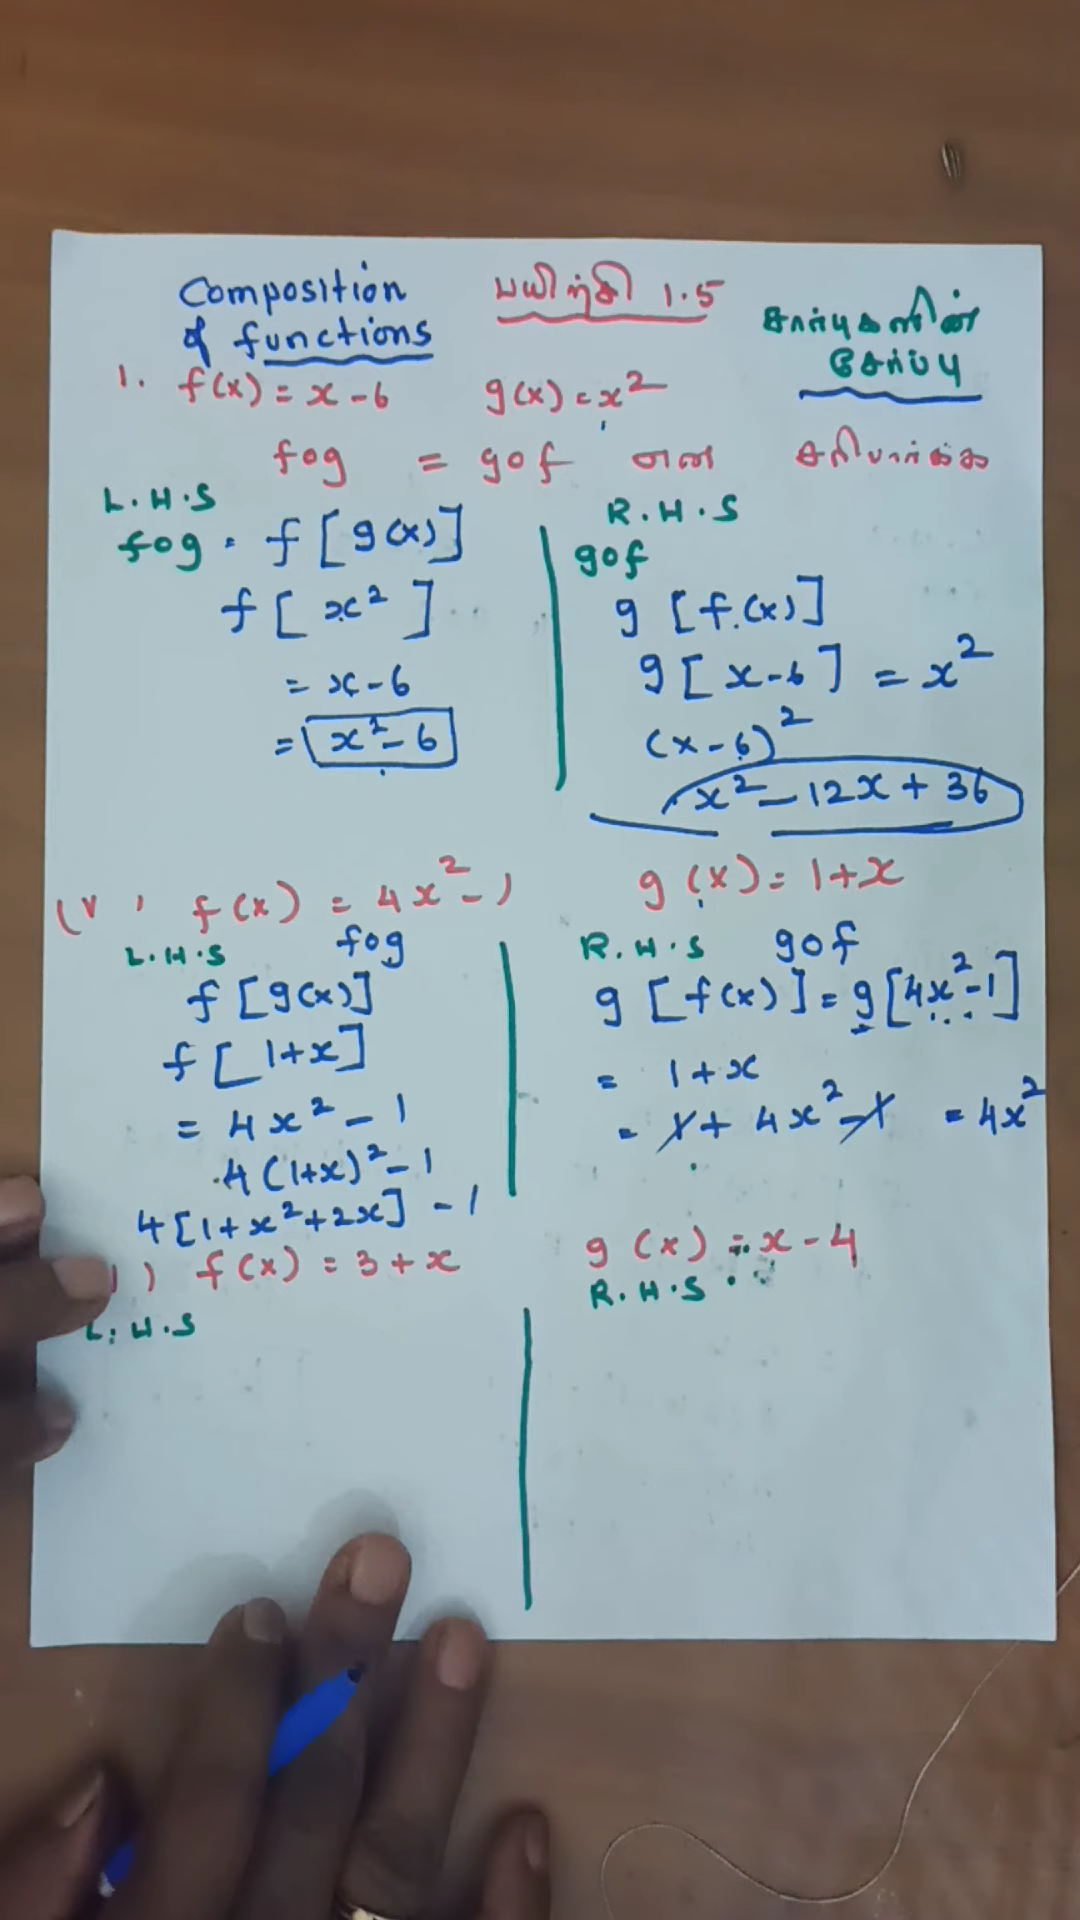 Composition of functions
பயிற்சி 1.5
சார்புகளின் சேர்ப்பு
1. f(x) = x - 6    g(x) = x²
fog = gof என சரிபார்க்க
L.H.S
fog = f [g(x)]
f [x²]
= x - 6
= x² - 6
R.H.S
gof
g [f(x)]
g [x-6] = x²
(x-6)²
x² - 12x + 36
(v) f(x) = 4x² - 1    g(x) = 1+x
L.H.S    fog
f [g(x)]
f [1+x]
= 4x² - 1
4(1+x)² - 1
4[1+x²+2x] - 1
R.H.S    gof
g [f(x)] = g[4x²-1]
= 1+x
= 1 + 4x² - 1 = 4x²
) f(x) = 3+x    g(x) = x - 4
L.H.S
R.H.S